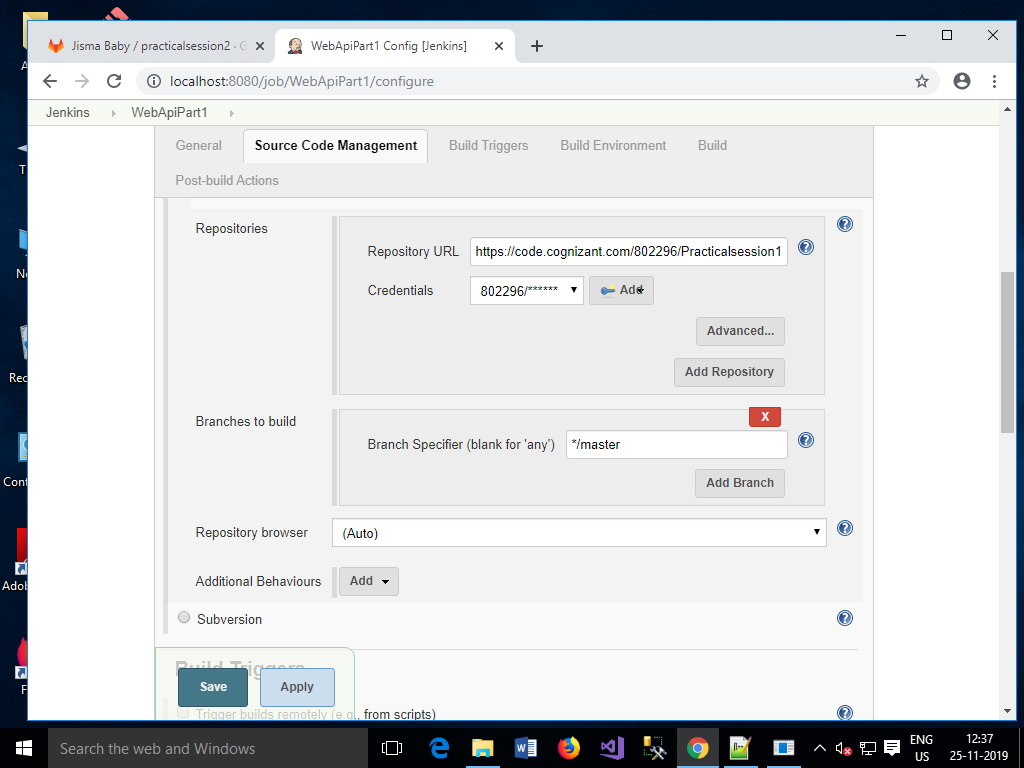 Jisma Baby / practicalsession2 · G
WebApiPart1 Config [Jenkins]
localhost:8080/job/WebApiPart1/configure
Jenkins
WebApiPart1
General
Source Code Management
Build Triggers
Build Environment
Build
Post-build Actions
Repositories
Repository URL
https://code.cognizant.com/802296/Practicalsession1
Credentials
802296/******
Add
Advanced...
Add Repository
Branches to build
X
Branch Specifier (blank for 'any')
*/master
Add Branch
Repository browser
(Auto)
Additional Behaviours
Add
Subversion
Build Triggers
Save
Apply
Trigger builds remotely (e.g., from scripts)
Search the web and Windows
ENG
US
12:37
25-11-2019